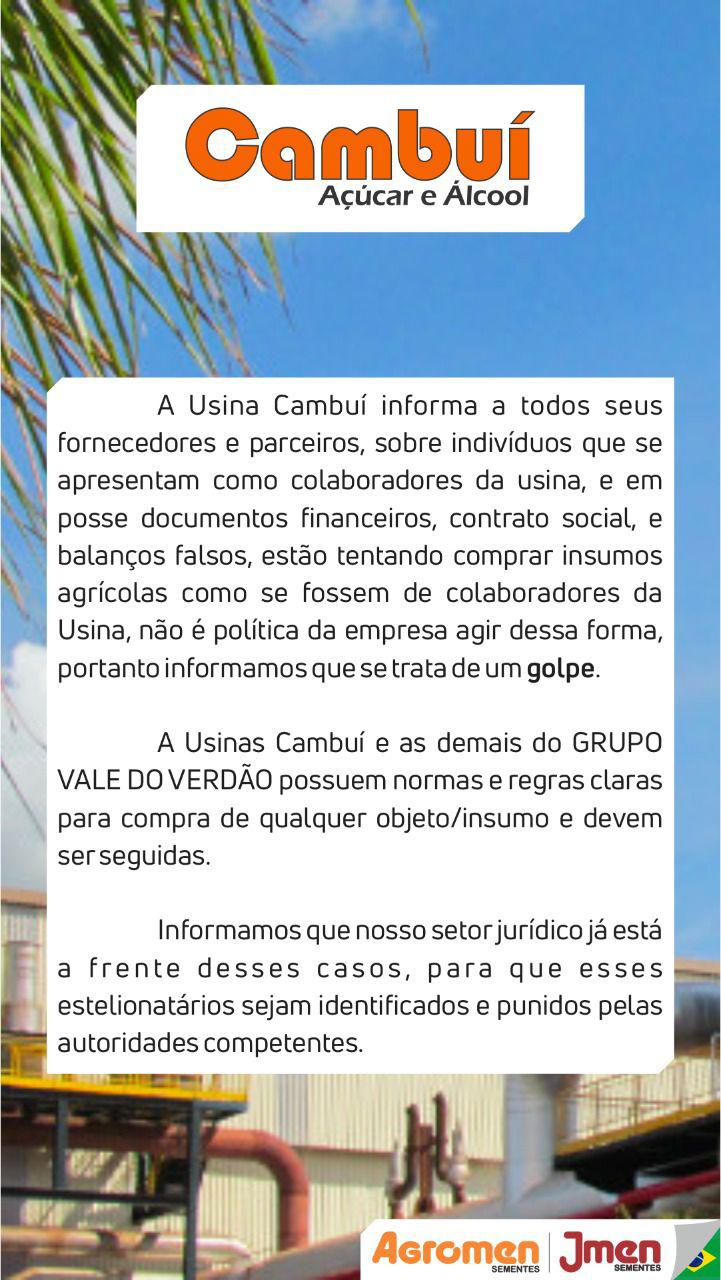 Cambuí
Açúcar e Álcool
A Usina Cambuí informa a todos seus
fornecedores e parceiros, sobre indivíduos que se
apresentam como colaboradores da usina, e em
posse documentos financeiros, contrato social, e
balanços falsos, estão tentando comprar insumos
agrícolas como se fossem de colaboradores da
Usina, não é política da empresa agir dessa forma,
portanto informamos que se trata de um golpe.
A Usinas Cambuí e as demais do GRUPO
VALE DO VERDÃO possuem normas e regras claras
para compra de qualquer objeto/insumo e devem
ser seguidas.
Informamos que nosso setor jurídico já está
a frente desses casos, para que esses
estelionatários sejam identificados e punidos pelas
autoridades competentes.
Agromen Jmen
SEMENTES SEMENTES